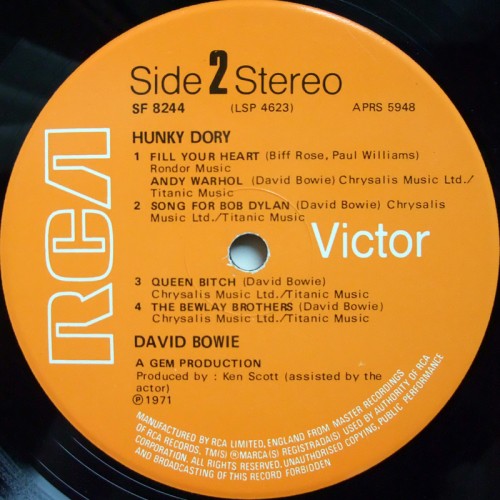 Side 2 Stereo
SF 8244 (LSP 4623) APRS 5948
HUNKY DORY
1 FILL YOUR HEART (Biff Rose, Paul Williams)
Rondor Music
ANDY WARHOL (David Bowie) Chrysalis Music Ltd./
Titanic Music
2 SONG FOR BOB DYLAN (David Bowie) Chrysalis
Music Ltd./Titanic Music
RCA
Victor
3 QUEEN BITCH (David Bowie)
Chrysalis Music Ltd./Titanic Music
4 THE BEWLAY BROTHERS (David Bowie)
Chrysalis Music Ltd./Titanic Music
DAVID BOWIE
A GEM PRODUCTION
Produced by : Ken Scott (assisted by the
actor)
Ⓟ 1971
MANUFACTURED BY RCA LIMITED, ENGLAND FROM MASTER RECORDINGS
OF RCA RECORDS. TM(S) ® MARCA(S) REGISTRADA(S) USED BY AUTHORITY OF RCA
CORPORATION. ALL RIGHTS RESERVED. UNAUTHORISED COPYING, PUBLIC PERFORMANCE
AND BROADCASTING OF THIS RECORD FORBIDDEN